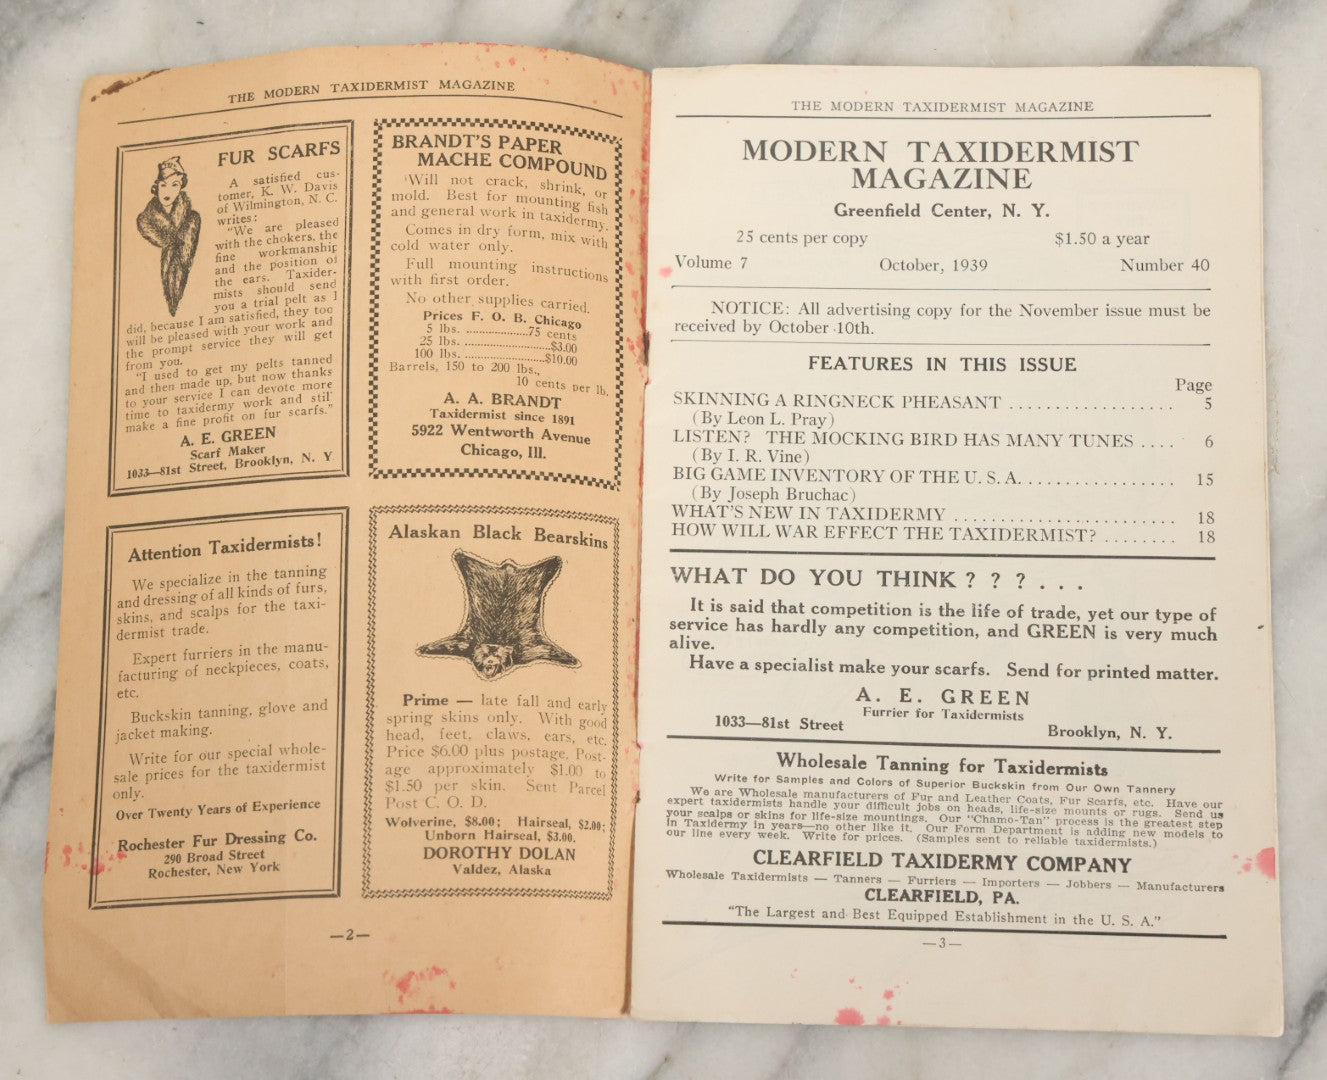 THE MODERN TAXIDERMIST MAGAZINE
FUR SCARFS
A satisfied cus-
tomer, K. W. Davis
of Wilmington, N. C.
writes:
"We are pleased
with the chokers, the
fine workmanship
and the position of
the ears. Taxider-
mists should send
you a trial pelt as I
did, because I am satisfied, they too
will be pleased with your work and
the prompt service they will get
from you.
"I used to get my pelts tanned
and then made up, but now thanks
to your service I can devote more
time to taxidermy work and still
make a fine profit on fur scarfs."
A. E. GREEN
Scarf Maker
1033—81st Street, Brooklyn, N. Y
BRANDT'S PAPER
MACHE COMPOUND
Will not crack, shrink, or
mold. Best for mounting fish
and general work in taxidermy.
Comes in dry form, mix with
cold water only.
Full mounting instructions
with first order.
No other supplies carried.
Prices F. O. B. Chicago
5 lbs. ...................75 cents
25 lbs. ..........................$3.00
100 lbs. ........................$10.00
Barrels, 150 to 200 lbs.,
10 cents per lb.
A. A. BRANDT
Taxidermist since 1891
5922 Wentworth Avenue
Chicago, Ill.
Attention Taxidermists!
We specialize in the tanning
and dressing of all kinds of furs,
skins, and scalps for the taxi-
dermist trade.
Expert furriers in the manu-
facturing of neckpieces, coats,
etc.
Buckskin tanning, glove and
jacket making.
Write for our special whole-
sale prices for the taxidermist
only.
Over Twenty Years of Experience
Rochester Fur Dressing Co.
290 Broad Street
Rochester, New York
Alaskan Black Bearskins
Prime — late fall and early
spring skins only. With good
head, feet, claws, ears, etc.
Price $6.00 plus postage. Post-
age approximately $1.00 to
$1.50 per skin. Sent Parcel
Post C. O. D.
Wolverine, $8.00; Hairseal, $2.00;
Unborn Hairseal, $3.00.
DOROTHY DOLAN
Valdez, Alaska
—2—
THE MODERN TAXIDERMIST MAGAZINE
MODERN TAXIDERMIST
MAGAZINE
Greenfield Center, N. Y.
25 cents per copy $1.50 a year
Volume 7 October, 1939 Number 40
NOTICE: All advertising copy for the November issue must be
received by October 10th.
FEATURES IN THIS ISSUE
Page
SKINNING A RINGNECK PHEASANT .................. 5
(By Leon L. Pray)
LISTEN? THE MOCKING BIRD HAS MANY TUNES .... 6
(By I. R. Vine)
BIG GAME INVENTORY OF THE U. S. A. ................ 15
(By Joseph Bruchac)
WHAT'S NEW IN TAXIDERMY ........................ 18
HOW WILL WAR EFFECT THE TAXIDERMIST? ........ 18
WHAT DO YOU THINK ? ? ? . . .
It is said that competition is the life of trade, yet our type of
service has hardly any competition, and GREEN is very much
alive.
Have a specialist make your scarfs. Send for printed matter.
A. E. GREEN
Furrier for Taxidermists
1033—81st Street Brooklyn, N. Y.
Wholesale Tanning for Taxidermists
Write for Samples and Colors of Superior Buckskin from Our Own Tannery
We are Wholesale manufacturers of Fur and Leather Coats, Fur Scarfs, etc. Have our
expert taxidermists handle your difficult jobs on heads, life-size mounts or rugs. Send us
your scalps or skins for life-size mountings. Our "Chamo-Tan" process is the greatest step
in Taxidermy in years—no other like it. Our Form Department is adding new models to
our line every week. Write for prices. (Samples sent to reliable taxidermists.)
CLEARFIELD TAXIDERMY COMPANY
Wholesale Taxidermists — Tanners — Furriers — Importers — Jobbers — Manufacturers
CLEARFIELD, PA.
"The Largest and Best Equipped Establishment in the U. S. A."
—3—